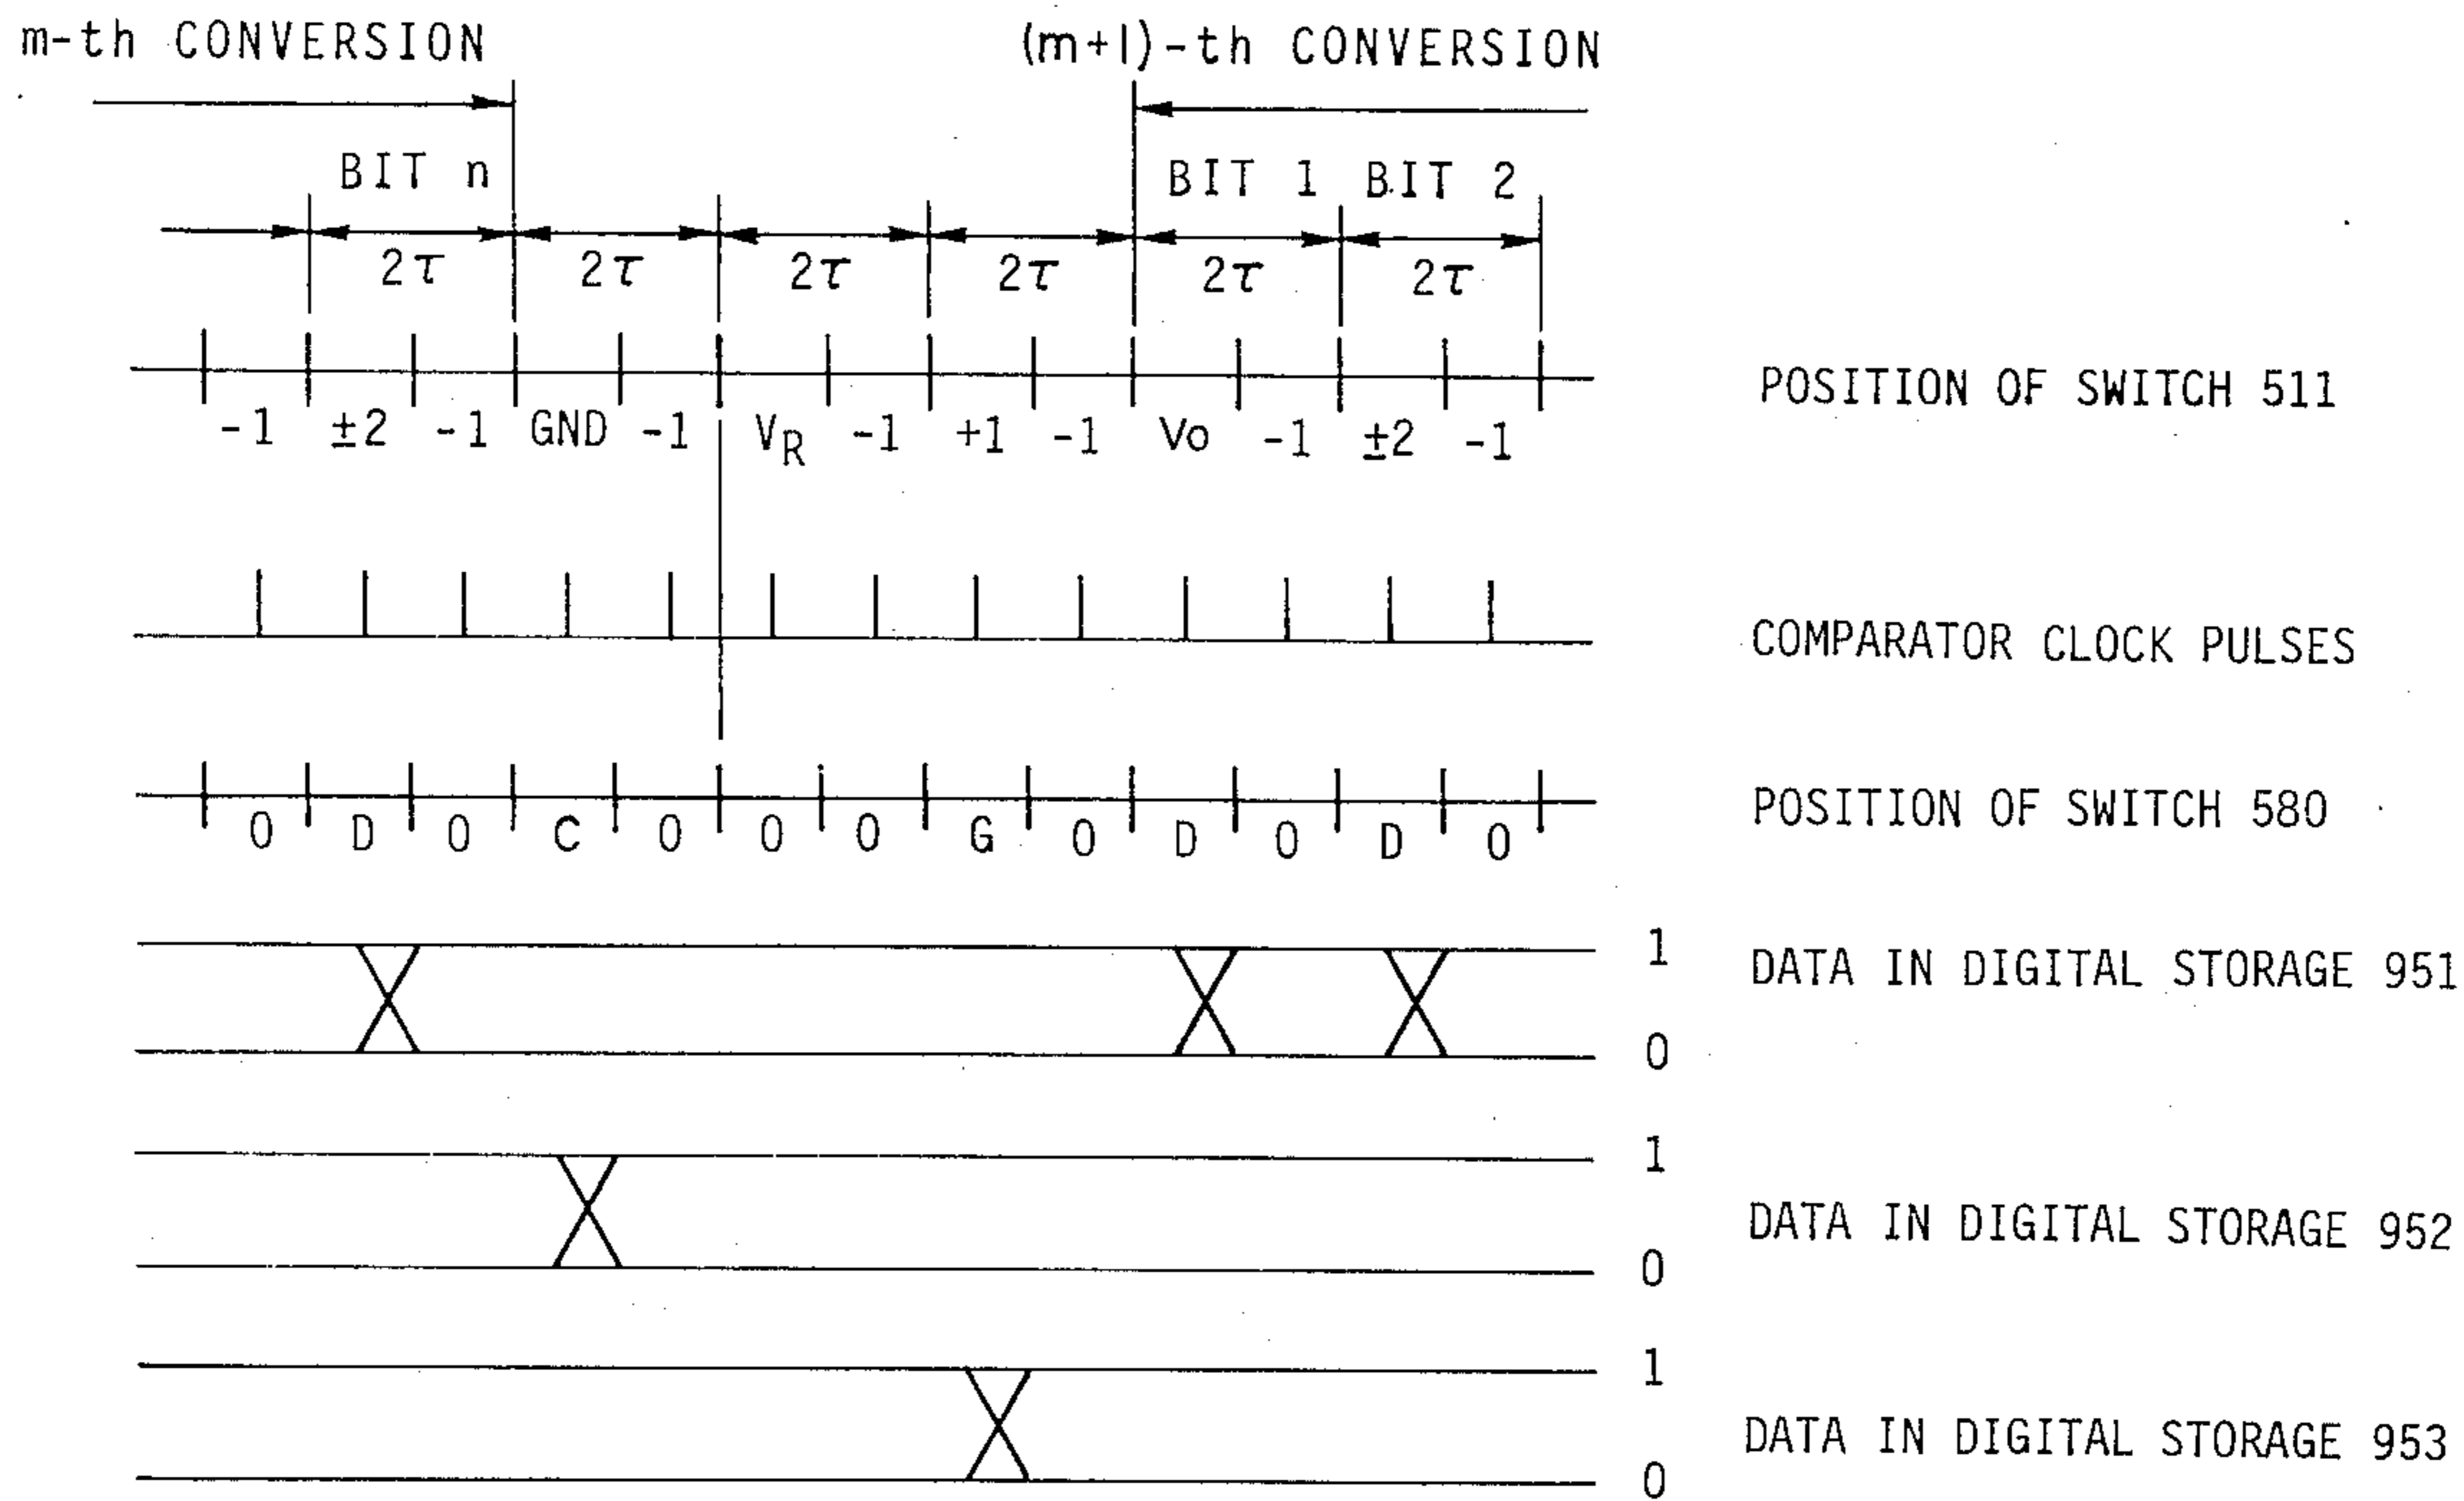 m-th CONVERSION (m+1)-th CONVERSION
BIT n BIT 1 BIT 2
2τ 2τ 2τ 2τ 2τ 2τ
-1 ±2 -1 GND -1 VR -1 +1 -1 Vo -1 ±2 -1 POSITION OF SWITCH 511
COMPARATOR CLOCK PULSES
0 D 0 C 0 0 0 G 0 D 0 D 0 POSITION OF SWITCH 580
1
DATA IN DIGITAL STORAGE 951
0
1
DATA IN DIGITAL STORAGE 952
0
1
DATA IN DIGITAL STORAGE 953
0